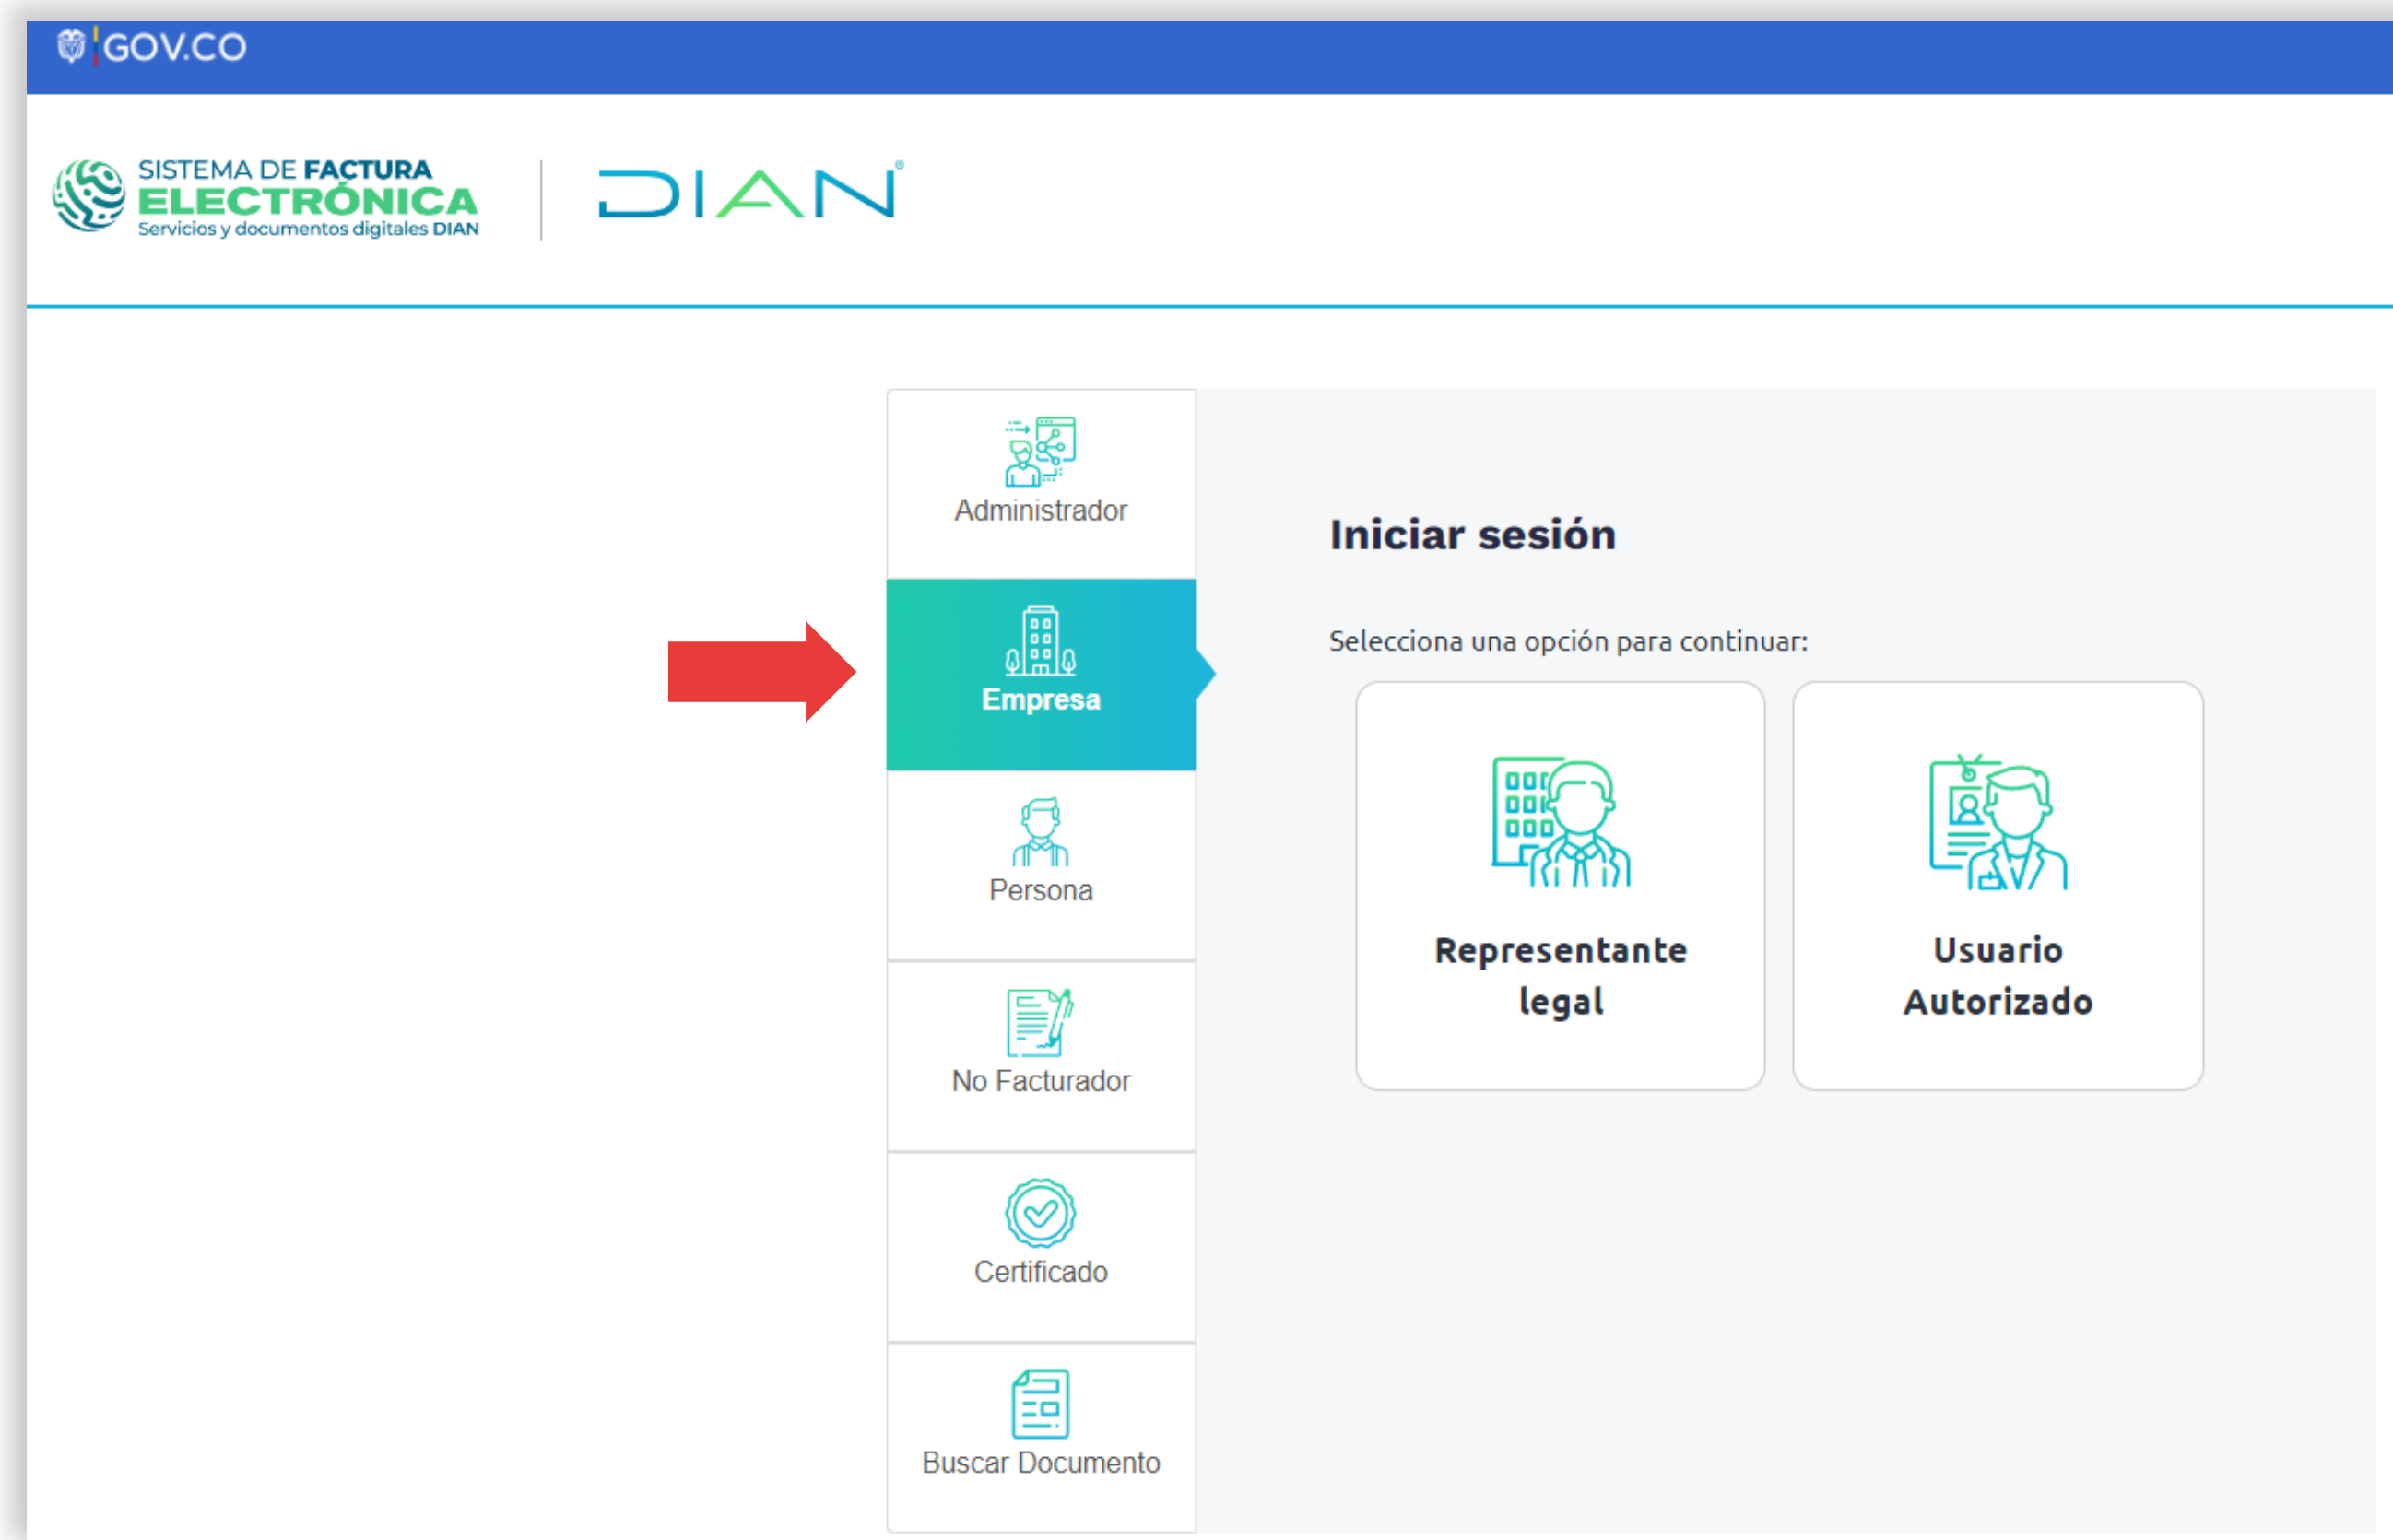 GOV.CO
SISTEMA DE FACTURA
ELECTRÓNICA
Servicios y documentos digitales DIAN
DIAN®
Administrador
Empresa
Persona
No Facturador
Certificado
Buscar Documento
Iniciar sesión
Selecciona una opción para continuar:
Representante
legal
Usuario
Autorizado